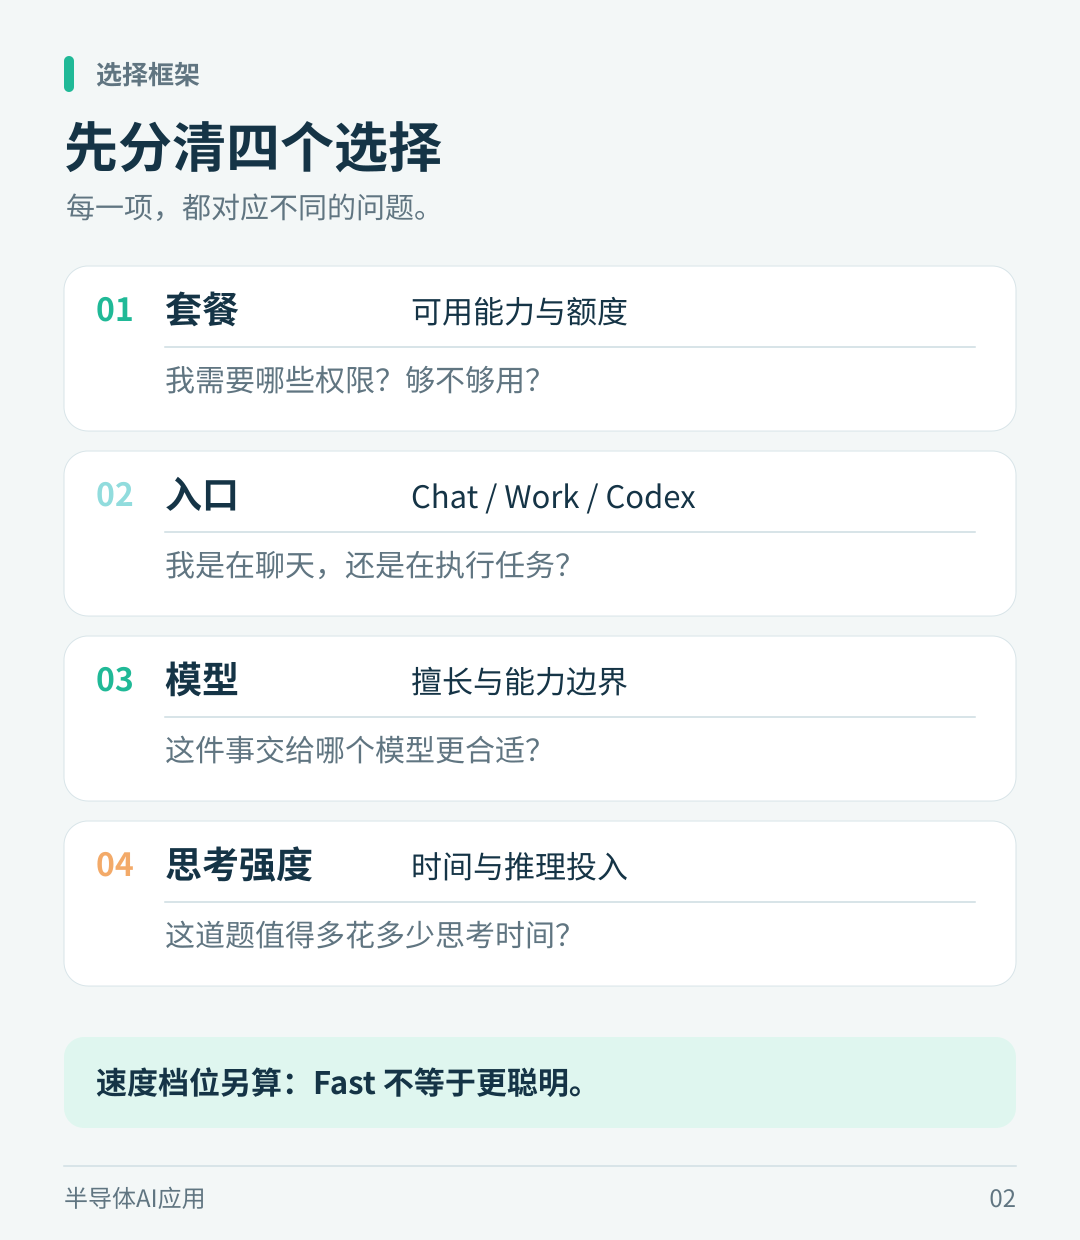 选择框架
先分清四个选择
每一项，都对应不同的问题。
01 套餐 可用能力与额度
我需要哪些权限？够不够用？
02 入口 Chat / Work / Codex
我是在聊天，还是在执行任务？
03 模型 擅长与能力边界
这件事交给哪个模型更合适？
04 思考强度 时间与推理投入
这道题值得多花多少思考时间？
速度档位另算：Fast 不等于更聪明。
半导体AI应用 02